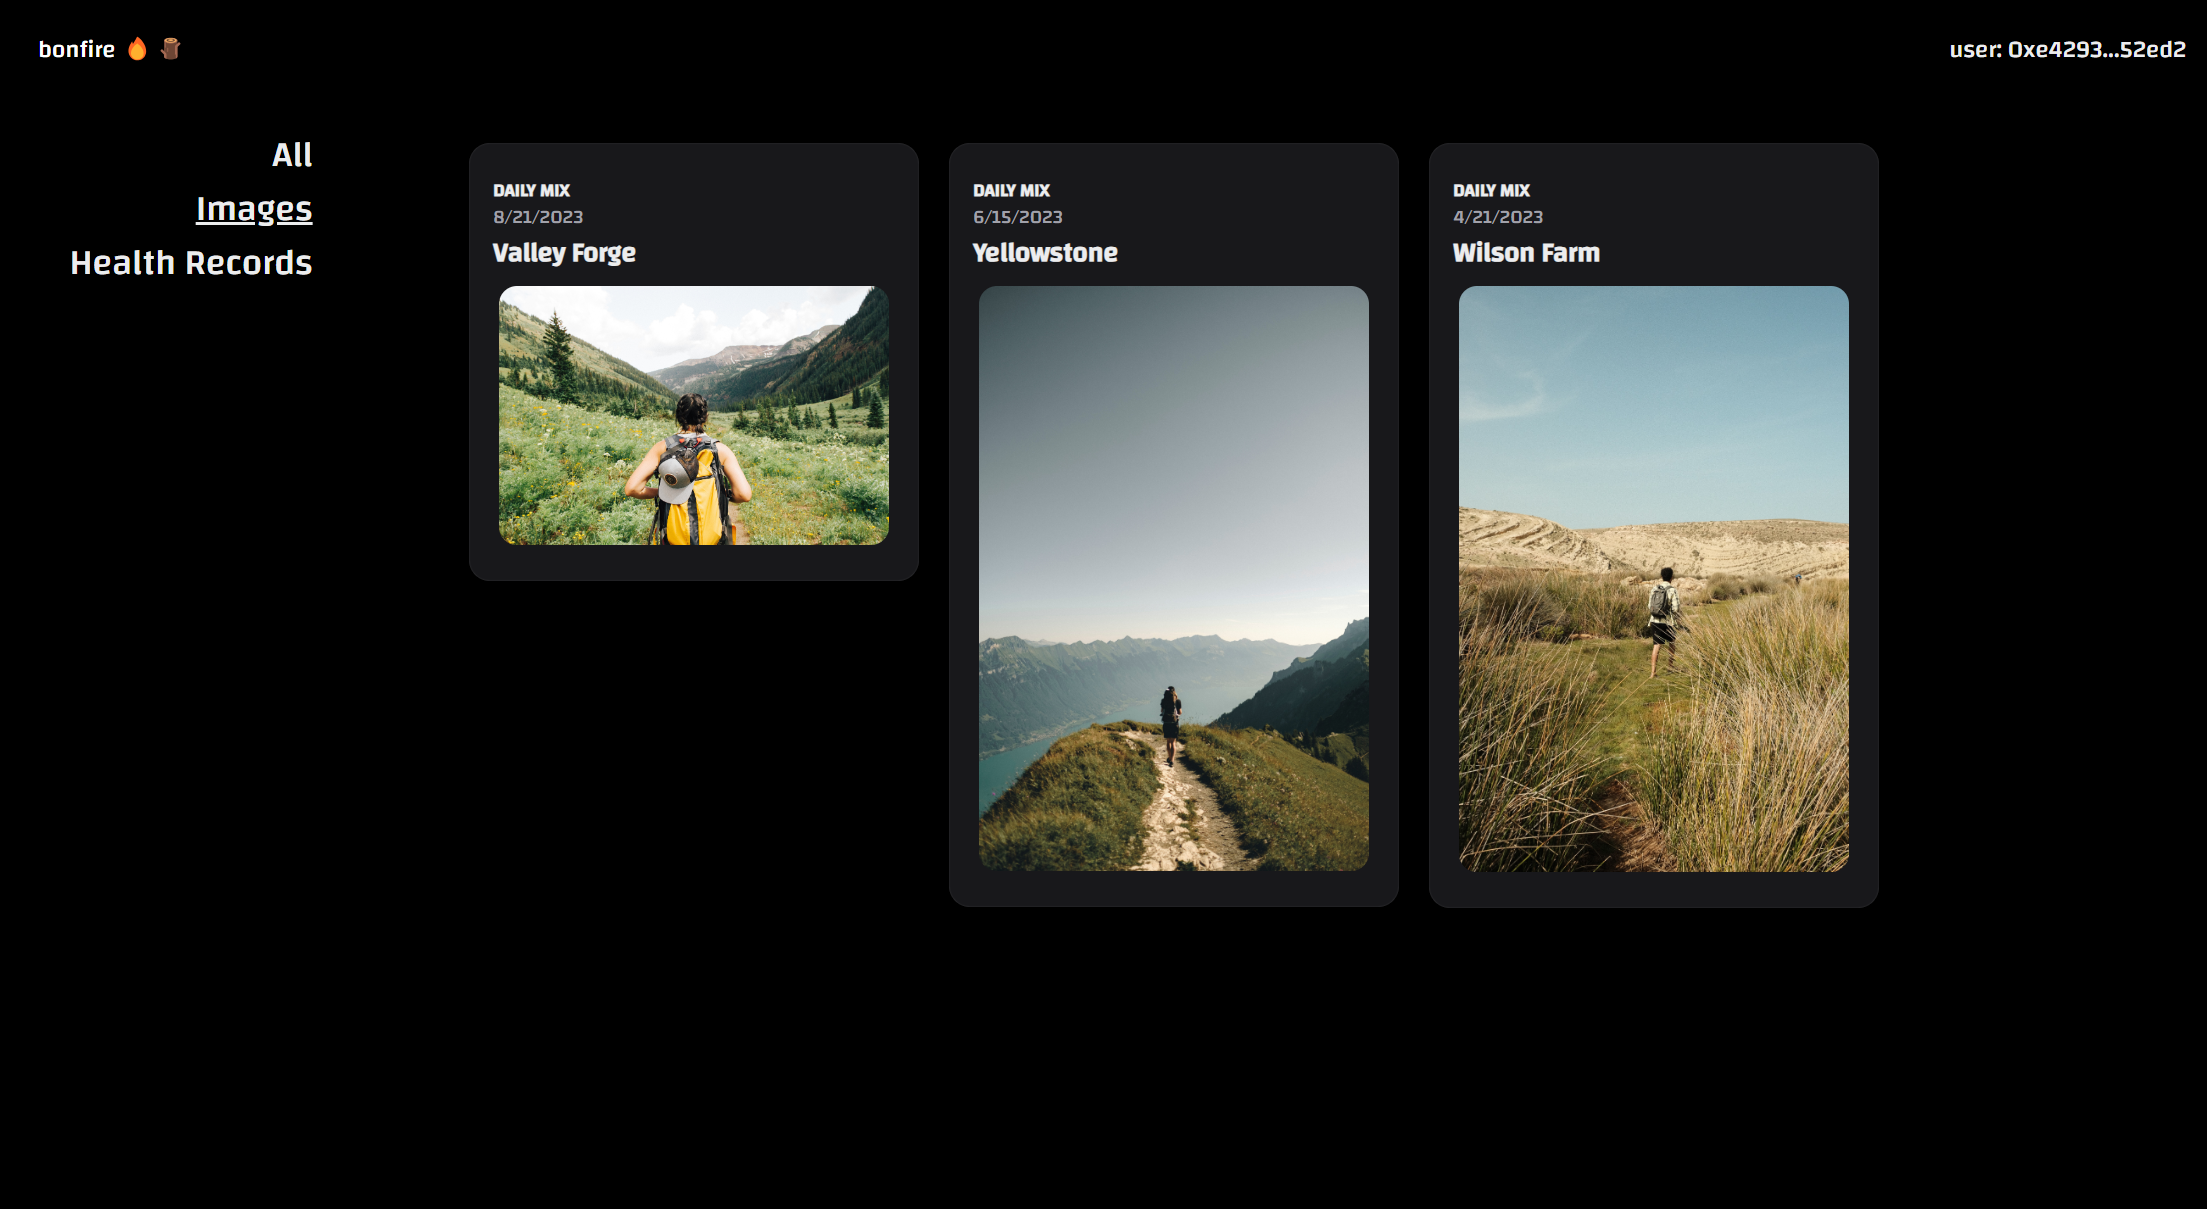 bonfire 🔥 🪵
user: 0xe4293...52ed2
All
Images
Health Records
DAILY MIX
8/21/2023
Valley Forge
DAILY MIX
6/15/2023
Yellowstone
DAILY MIX
4/21/2023
Wilson Farm